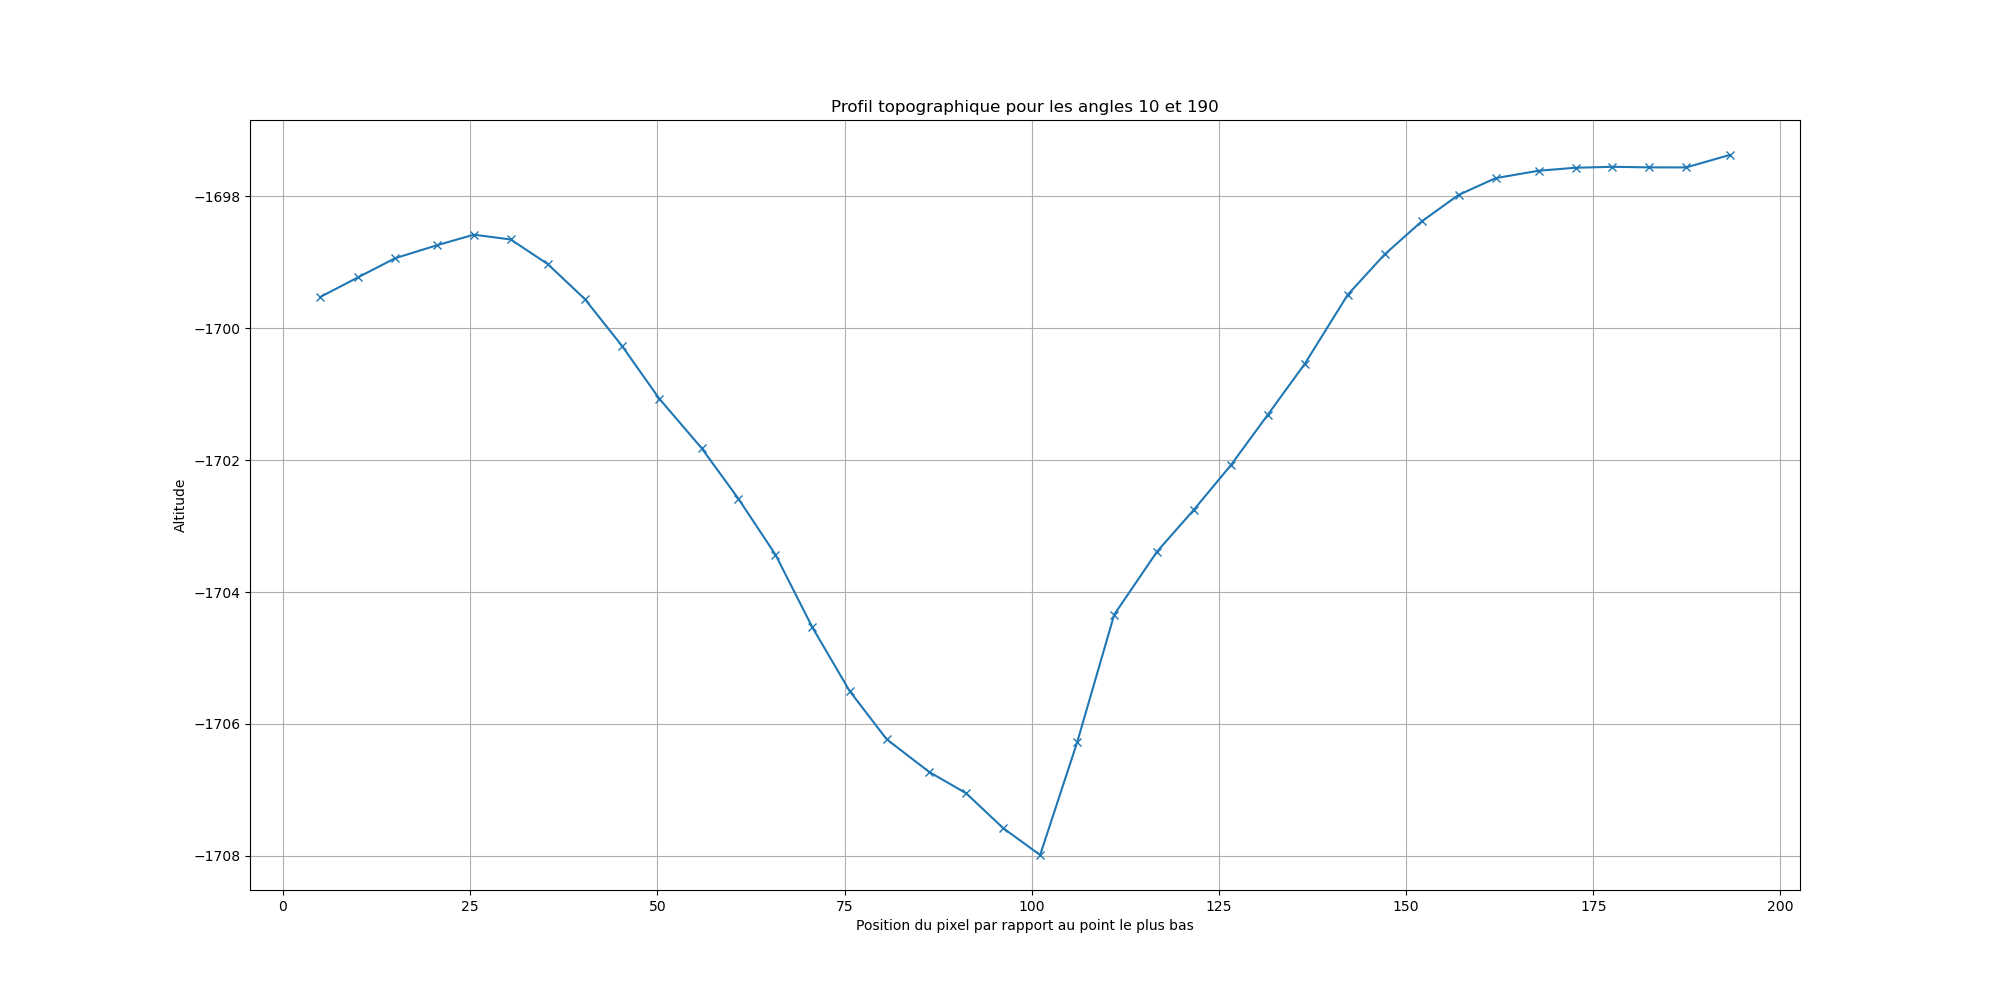 Profil topographique pour les angles 10 et 190
−1698
−1700
−1702
−1704
−1706
−1708
Altitude
0 25 50 75 100 125 150 175 200
Position du pixel par rapport au point le plus bas